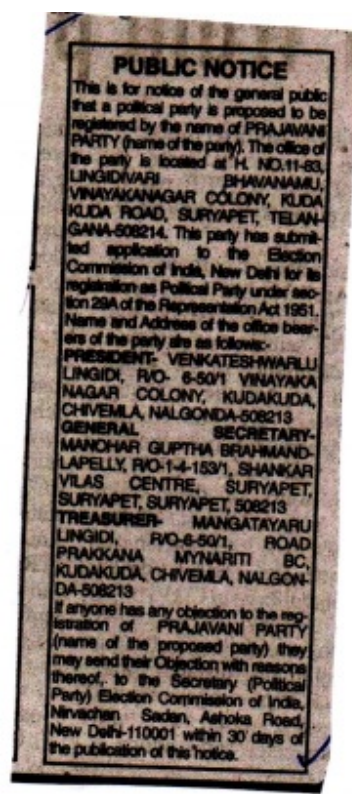 PUBLIC NOTICE
This is for notice of the general public
that a political party is proposed to be
registered by the name of PRAJAVANI
PARTY (name of the party). The office of
the party is located at H. NO.11-83,
LINGIDIVARI BHAVANAMU,
VINAYAKANAGAR COLONY, KUDA
KUDA ROAD, SURYAPET, TELAN-
GANA-508214. This party has submit-
ted application to the Election
Commission of India, New Delhi for its
registration as Political Party under sec-
tion 29A of the Representation Act 1951.
Name and Address of the office bear-
ers of the party are as follows:-
PRESIDENT- VENKATESHWARLU
LINGIDI, R/O- 6-50/1 VINAYAKA
NAGAR COLONY, KUDAKUDA,
CHIVEMLA, NALGONDA-508213
GENERAL SECRETARY-
MANOHAR GUPTHA BRAHMAND-
LAPELLY, R/O-1-4-153/1, SHANKAR
VILAS CENTRE, SURYAPET,
SURYAPET, SURYAPET, 508213
TREASURER- MANGATAYARU
LINGIDI, R/O-6-50/1, ROAD
PRAKKANA MYNARITI BC,
KUDAKUDA, CHIVEMLA, NALGON-
DA-508213
If anyone has any objection to the reg-
istration of PRAJAVANI PARTY
(name of the proposed party) they
may send their Objection with reasons
thereof, to the Secretary (Political
Party) Election Commission of India,
Nirvachan Sadan, Ashoka Road,
New Delhi-110001 within 30 days of
the publication of this notice.